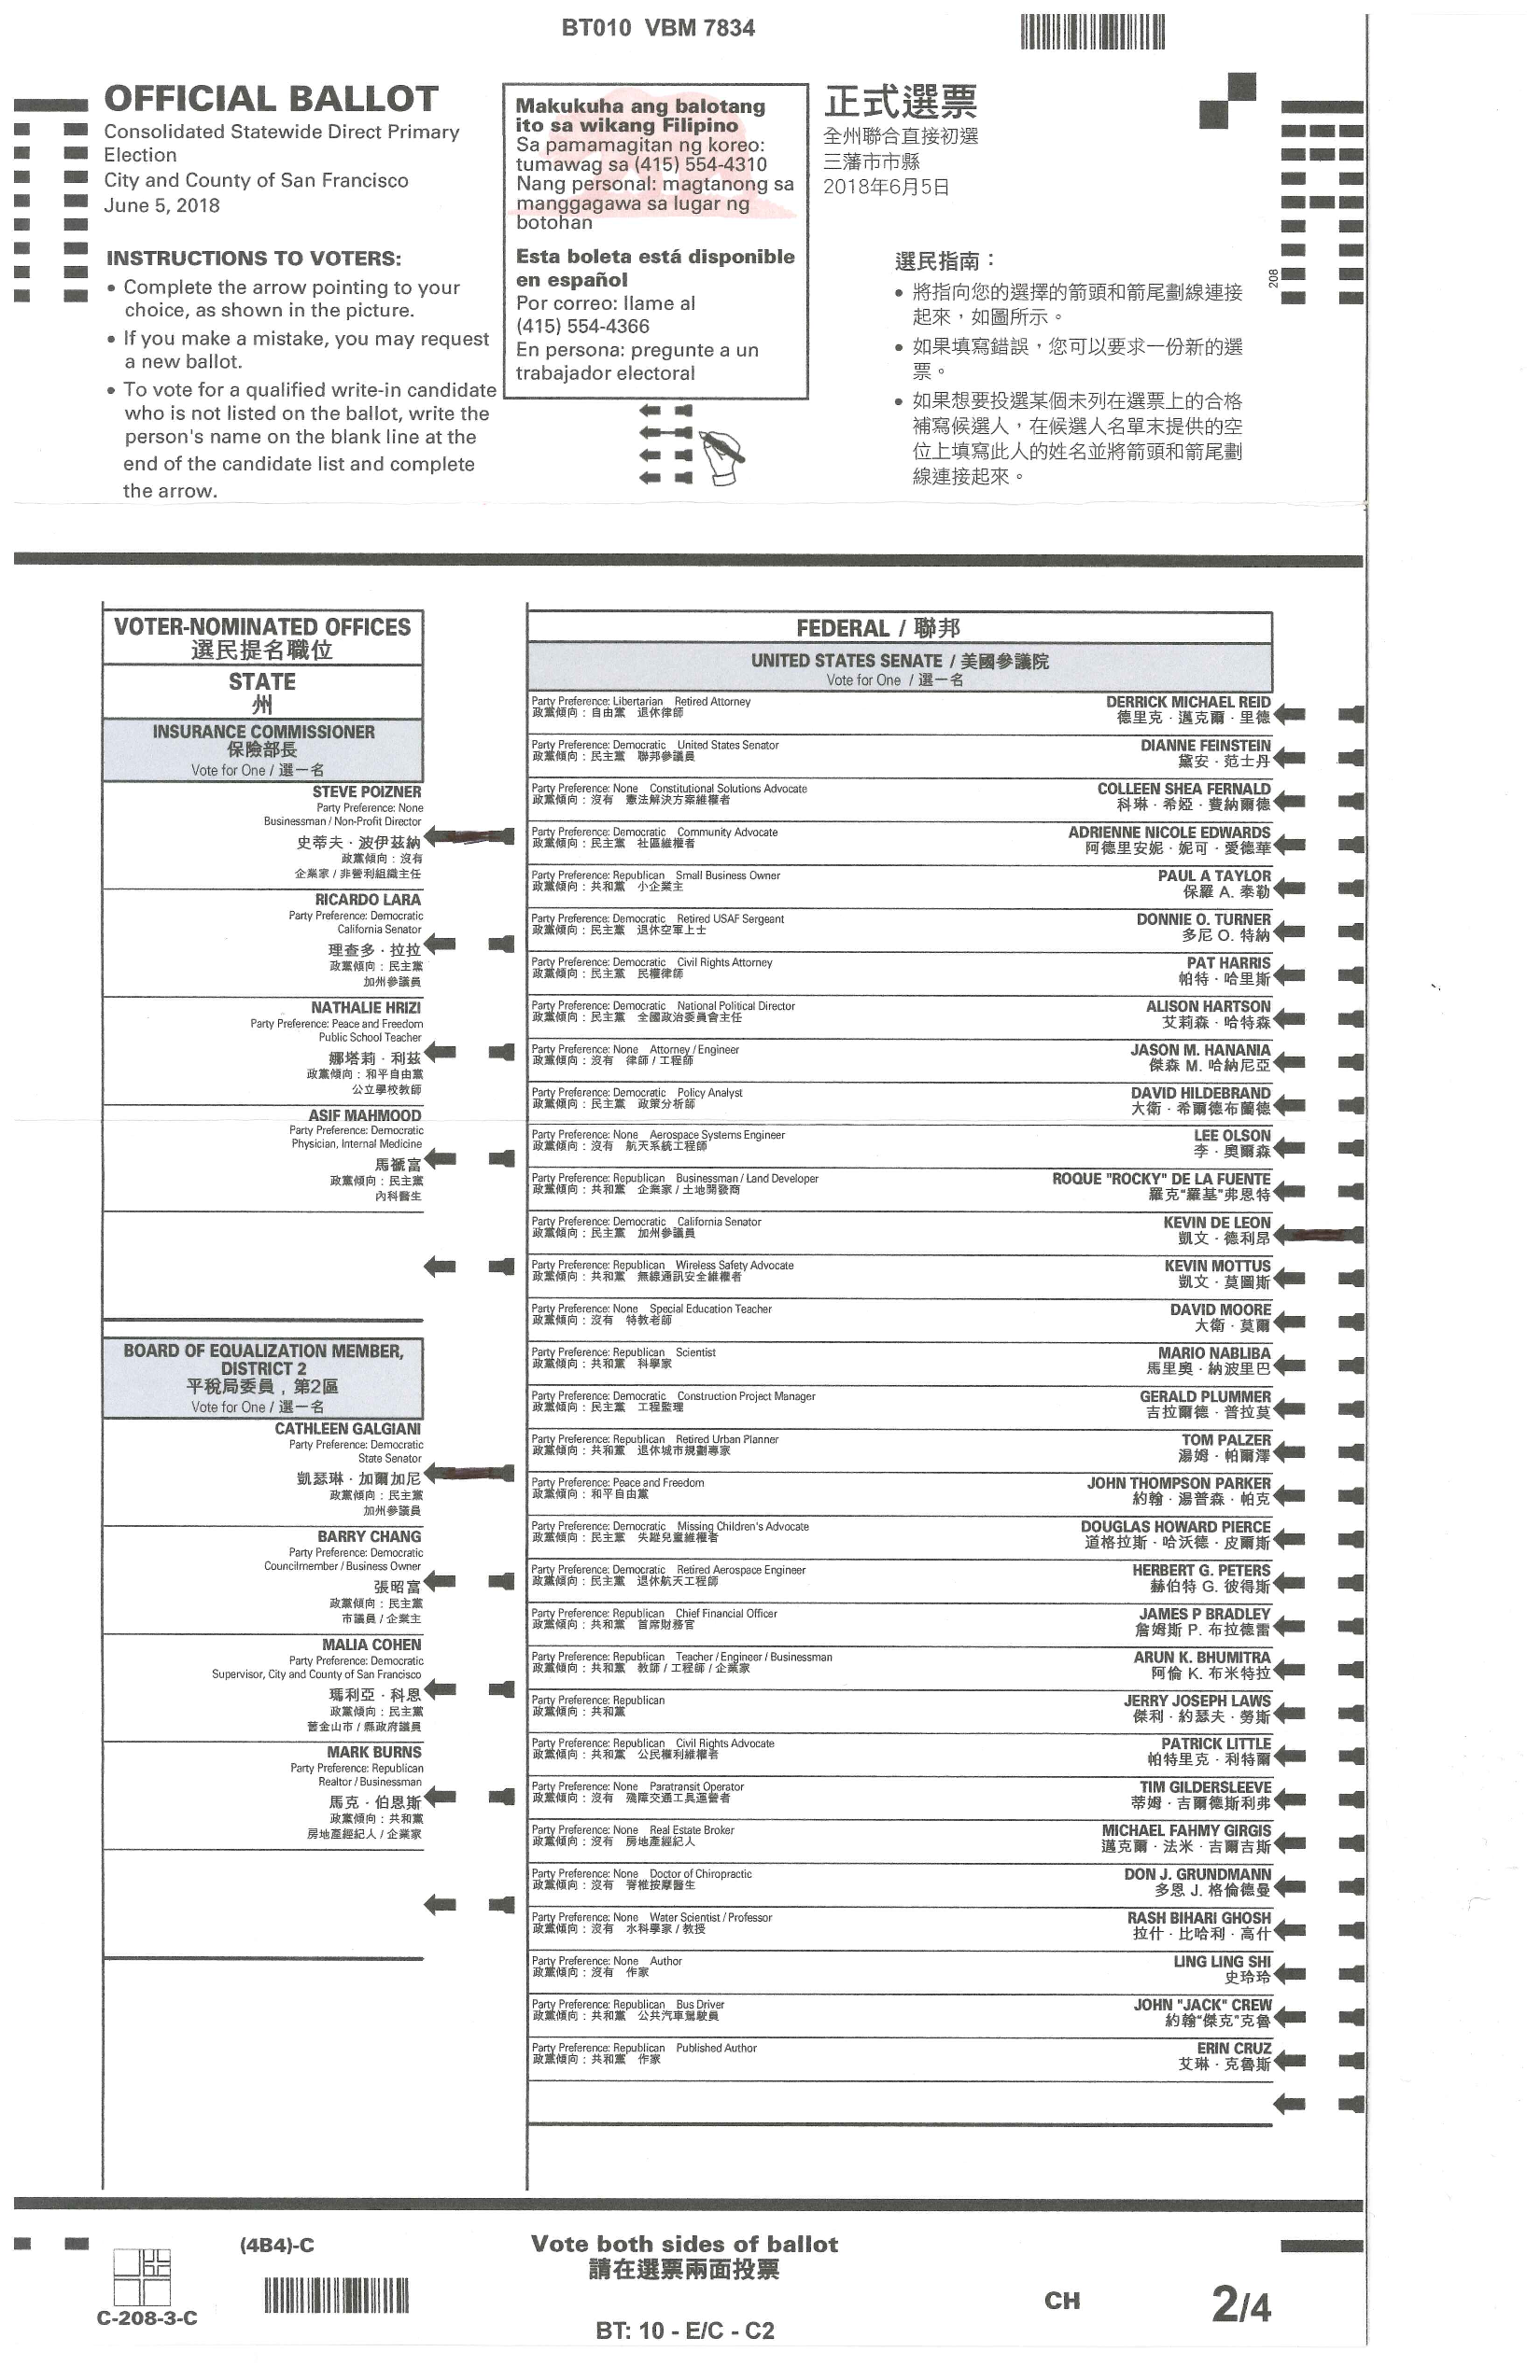 BT010 VBM 7834
OFFICIAL BALLOT
Consolidated Statewide Direct Primary
Election
City and County of San Francisco
June 5, 2018
INSTRUCTIONS TO VOTERS:
• Complete the arrow pointing to your
choice, as shown in the picture.
• If you make a mistake, you may request
a new ballot.
• To vote for a qualified write-in candidate
who is not listed on the ballot, write the
person's name on the blank line at the
end of the candidate list and complete
the arrow.
Makukuha ang balotang
ito sa wikang Filipino
Sa pamamagitan ng koreo:
tumawag sa (415) 554-4310
Nang personal: magtanong sa
manggagawa sa lugar ng
botohan
Esta boleta está disponible
en español
Por correo: llame al
(415) 554-4366
En persona: pregunte a un
trabajador electoral
正式選票
全州聯合直接初選
三藩市市縣
2018年6月5日
選民指南：
• 將指向您的選擇的箭頭和箭尾劃線連接
起來，如圖所示。
• 如果填寫錯誤，您可以要求一份新的選
票。
• 如果想要投選某個未列在選票上的合格
補寫候選人，在候選人名單末提供的空
位上填寫此人的姓名並將箭頭和箭尾劃
線連接起來。
208
VOTER-NOMINATED OFFICES
選民提名職位
STATE
州
INSURANCE COMMISSIONER
保險部長
Vote for One / 選一名
STEVE POIZNER
Party Preference: None
Businessman / Non-Profit Director
史蒂夫．波伊茲納
政黨傾向：沒有
企業家 / 非營利組織主任
RICARDO LARA
Party Preference: Democratic
California Senator
理查多．拉拉
政黨傾向：民主黨
加州參議員
NATHALIE HRIZI
Party Preference: Peace and Freedom
Public School Teacher
娜塔莉．利茲
政黨傾向：和平自由黨
公立學校教師
ASIF MAHMOOD
Party Preference: Democratic
Physician, Internal Medicine
馬褫富
政黨傾向：民主黨
內科醫生
BOARD OF EQUALIZATION MEMBER,
DISTRICT 2
平稅局委員，第2區
Vote for One / 選一名
CATHLEEN GALGIANI
Party Preference: Democratic
State Senator
凱瑟琳．加爾加尼
政黨傾向：民主黨
加州參議員
BARRY CHANG
Party Preference: Democratic
Councilmember / Business Owner
張昭富
政黨傾向：民主黨
市議員 / 企業主
MALIA COHEN
Party Preference: Democratic
Supervisor, City and County of San Francisco
瑪利亞．科恩
政黨傾向：民主黨
舊金山市 / 縣政府議員
MARK BURNS
Party Preference: Republican
Realtor / Businessman
馬克．伯恩斯
政黨傾向：共和黨
房地產經紀人 / 企業家
FEDERAL / 聯邦
UNITED STATES SENATE / 美國參議院
Vote for One / 選一名
Party Preference: Libertarian Retired Attorney DERRICK MICHAEL REID
政黨傾向：自由黨 退休律師 德里克．邁克爾．里德
Party Preference: Democratic United States Senator DIANNE FEINSTEIN
政黨傾向：民主黨 聯邦參議員 黛安．范士丹
Party Preference: None Constitutional Solutions Advocate COLLEEN SHEA FERNALD
政黨傾向：沒有 憲法解決方案維權者 科琳．希婭．費納爾德
Party Preference: Democratic Community Advocate ADRIENNE NICOLE EDWARDS
政黨傾向：民主黨 社區維權者 阿德里安妮．妮可．愛德華
Party Preference: Republican Small Business Owner PAUL A TAYLOR
政黨傾向：共和黨 小企業主 保羅 A. 泰勒
Party Preference: Democratic Retired USAF Sergeant DONNIE O. TURNER
政黨傾向：民主黨 退休空軍上士 多尼 O. 特納
Party Preference: Democratic Civil Rights Attorney PAT HARRIS
政黨傾向：民主黨 民權律師 帕特．哈里斯
Party Preference: Democratic National Political Director ALISON HARTSON
政黨傾向：民主黨 全國政治委員會主任 艾莉森．哈特森
Party Preference: None Attorney / Engineer JASON M. HANANIA
政黨傾向：沒有 律師 / 工程師 傑森 M. 哈納尼亞
Party Preference: Democratic Policy Analyst DAVID HILDEBRAND
政黨傾向：民主黨 政策分析師 大衛．希爾德布蘭德
Party Preference: None Aerospace Systems Engineer LEE OLSON
政黨傾向：沒有 航天系統工程師 李．奧爾森
Party Preference: Republican Businessman / Land Developer ROQUE "ROCKY" DE LA FUENTE
政黨傾向：共和黨 企業家 / 土地開發商 羅克“羅基”弗恩特
Party Preference: Democratic California Senator KEVIN DE LEON
政黨傾向：民主黨 加州參議員 凱文．德利昂
Party Preference: Republican Wireless Safety Advocate KEVIN MOTTUS
政黨傾向：共和黨 無線通訊安全維權者 凱文．莫圖斯
Party Preference: None Special Education Teacher DAVID MOORE
政黨傾向：沒有 特教老師 大衛．莫爾
Party Preference: Republican Scientist MARIO NABLIBA
政黨傾向：共和黨 科學家 馬里奧．納波里巴
Party Preference: Democratic Construction Project Manager GERALD PLUMMER
政黨傾向：民主黨 工程監理 吉拉爾德．普拉莫
Party Preference: Republican Retired Urban Planner TOM PALZER
政黨傾向：共和黨 退休城市規劃專家 湯姆．帕爾澤
Party Preference: Peace and Freedom JOHN THOMPSON PARKER
政黨傾向：和平自由黨 約翰．湯普森．帕克
Party Preference: Democratic Missing Children's Advocate DOUGLAS HOWARD PIERCE
政黨傾向：民主黨 失蹤兒童維權者 道格拉斯．哈沃德．皮爾斯
Party Preference: Democratic Retired Aerospace Engineer HERBERT G. PETERS
政黨傾向：民主黨 退休航天工程師 赫伯特 G. 彼得斯
Party Preference: Republican Chief Financial Officer JAMES P BRADLEY
政黨傾向：共和黨 首席財務官 詹姆斯 P. 布拉德雷
Party Preference: Republican Teacher / Engineer / Businessman ARUN K. BHUMITRA
政黨傾向：共和黨 教師 / 工程師 / 企業家 阿倫 K. 布米特拉
Party Preference: Republican JERRY JOSEPH LAWS
政黨傾向：共和黨 傑利．約瑟夫．勞斯
Party Preference: Republican Civil Rights Advocate PATRICK LITTLE
政黨傾向：共和黨 公民權利維權者 帕特里克．利特爾
Party Preference: None Paratransit Operator TIM GILDERSLEEVE
政黨傾向：沒有 殘障交通工具運營者 蒂姆．吉爾德斯利弗
Party Preference: None Real Estate Broker MICHAEL FAHMY GIRGIS
政黨傾向：沒有 房地產經紀人 邁克爾．法米．吉爾吉斯
Party Preference: None Doctor of Chiropractic DON J. GRUNDMANN
政黨傾向：沒有 脊椎按摩醫生 多恩 J. 格倫德曼
Party Preference: None Water Scientist / Professor RASH BIHARI GHOSH
政黨傾向：沒有 水科學家 / 教授 拉什．比哈利．高什
Party Preference: None Author LING LING SHI
政黨傾向：沒有 作家 史玲玲
Party Preference: Republican Bus Driver JOHN "JACK" CREW
政黨傾向：共和黨 公共汽車駕駛員 約翰“傑克”克魯
Party Preference: Republican Published Author ERIN CRUZ
政黨傾向：共和黨 作家 艾琳．克魯斯
(4B4)-C
Vote both sides of ballot
請在選票兩面投票
C-208-3-C
CH
2/4
BT: 10 - E/C - C2